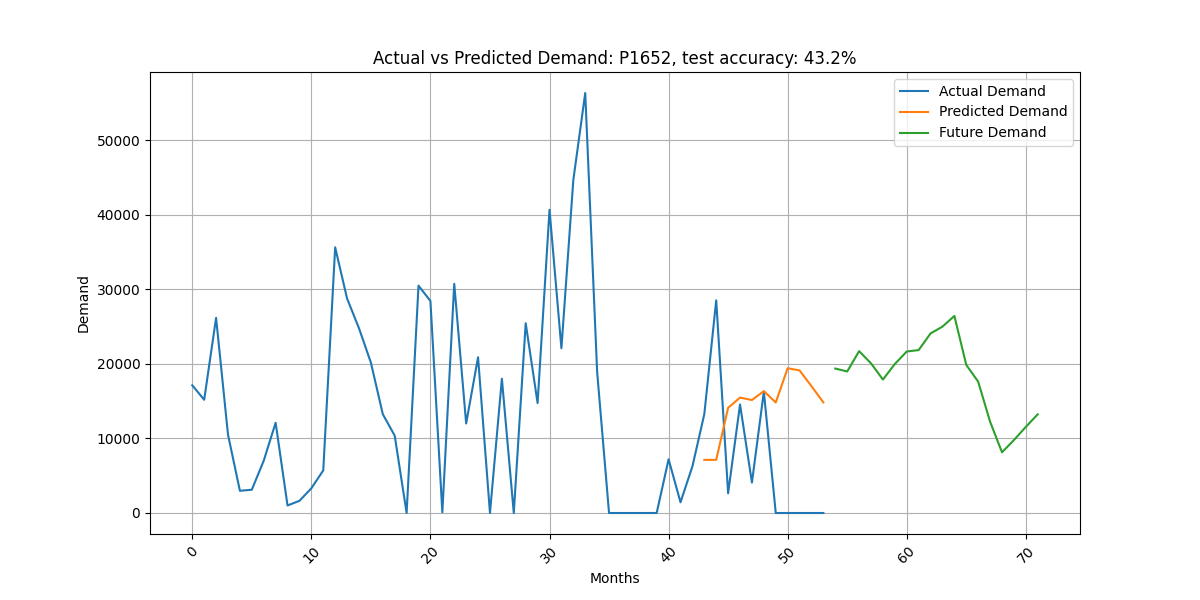 Actual vs Predicted Demand: P1652, test accuracy: 43.2%
Actual Demand
Predicted Demand
Future Demand
Demand
50000
40000
30000
20000
10000
0
0 10 20 30 40 50 60 70
Months